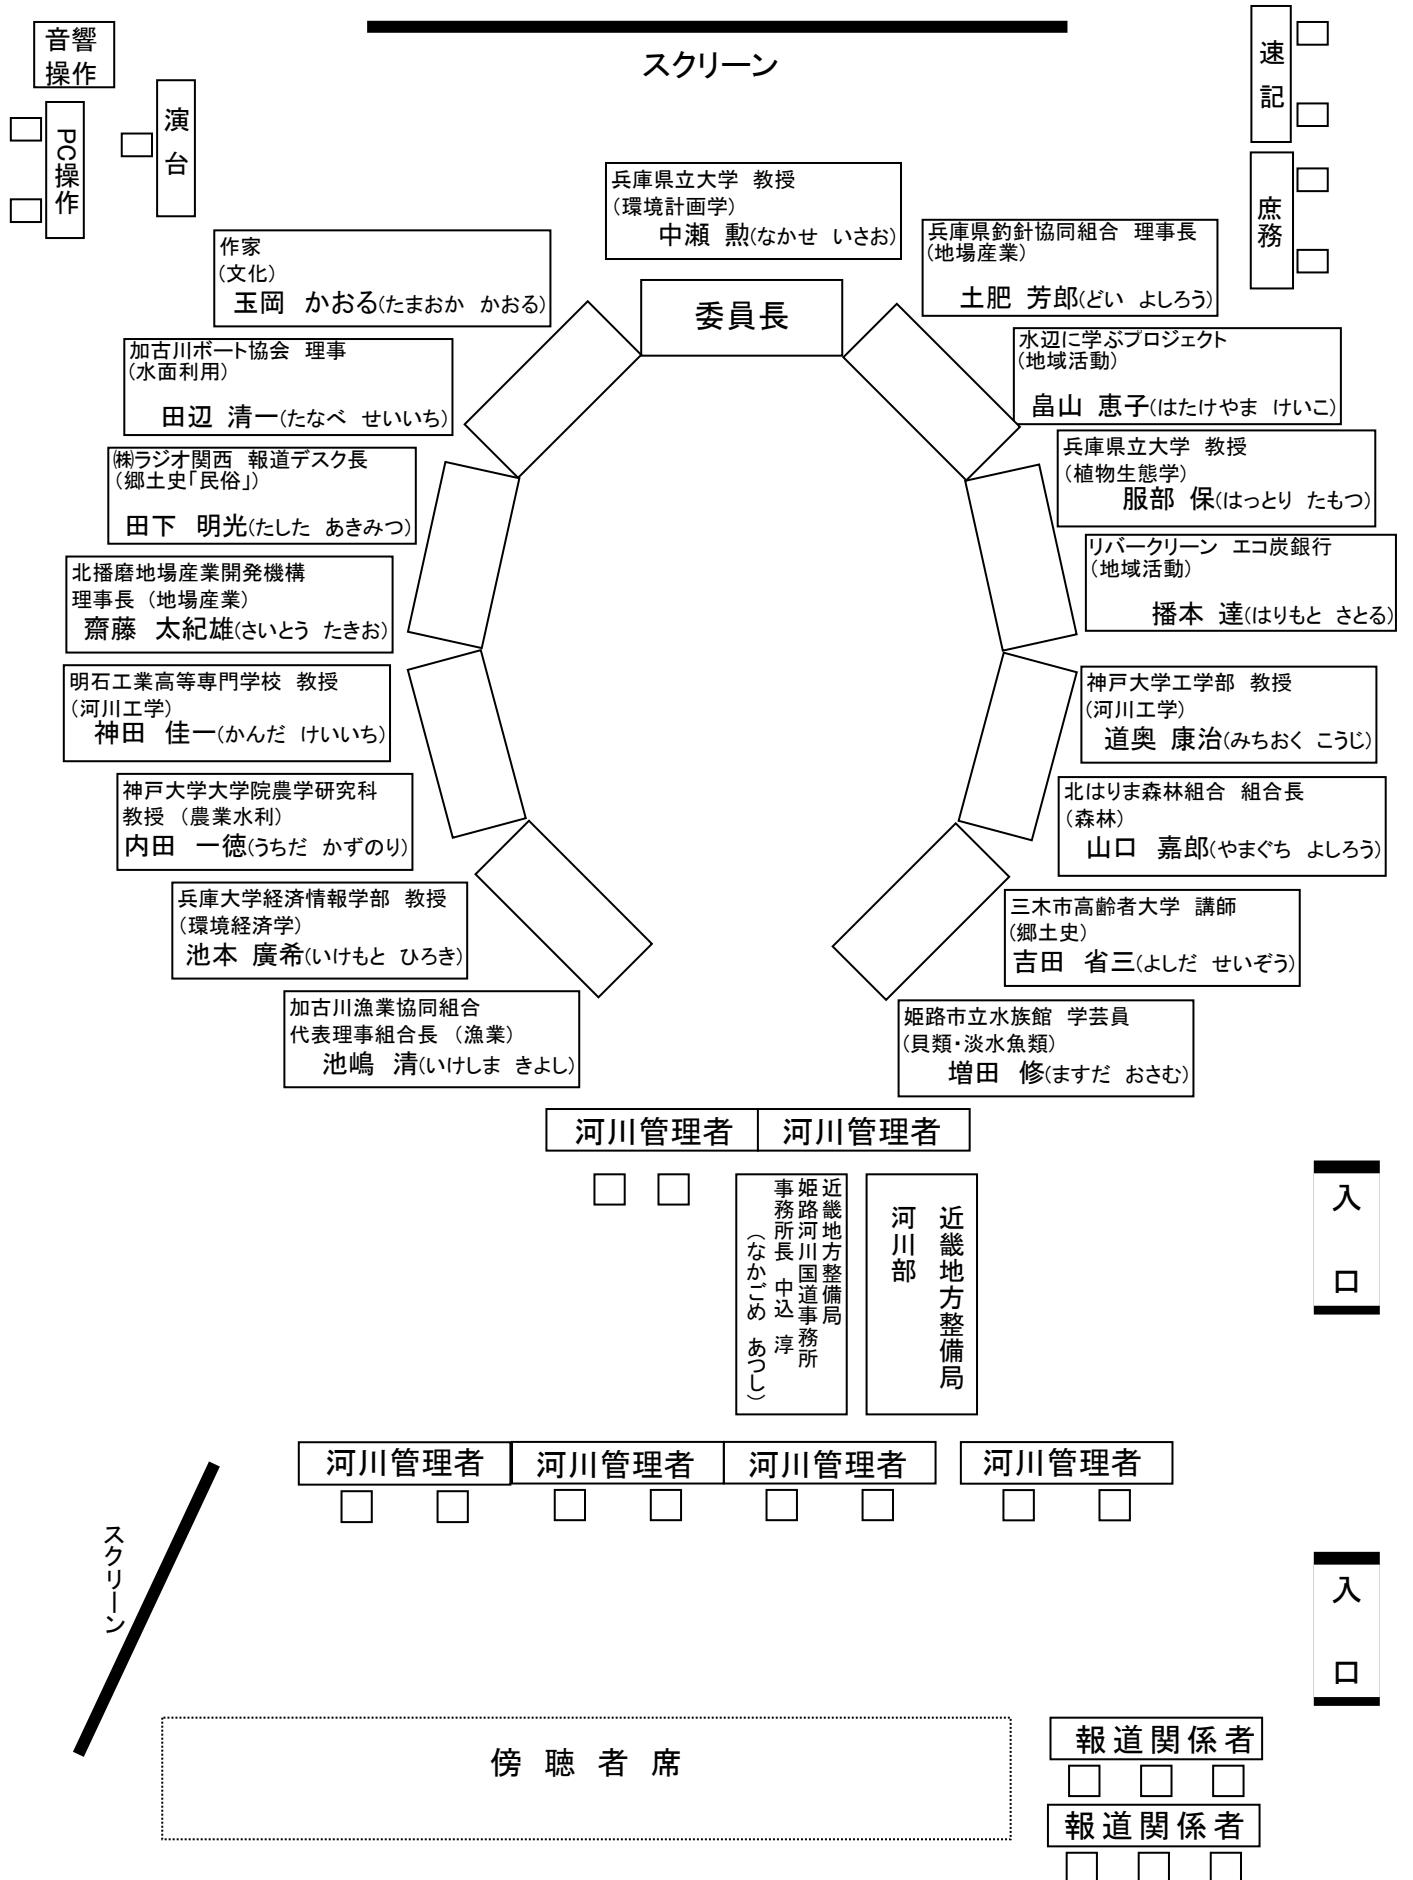 音響
操作
スクリーン
速記
PC操作
演台
庶務
兵庫県立大学　教授
（環境計画学）
中瀬　勲(なかせ　いさお)
委員長
作家
（文化）
玉岡　かおる(たまおか　かおる)
加古川ボート協会　理事
（水面利用）
田辺　清一(たなべ　せいいち)
㈱ラジオ関西　報道デスク長
（郷土史「民俗」）
田下　明光(たした　あきみつ)
北播磨地場産業開発機構
理事長　（地場産業）
齋藤　太紀雄(さいとう　たきお)
明石工業高等専門学校　教授
（河川工学）
神田　佳一(かんだ　けいいち)
神戸大学大学院農学研究科
教授　（農業水利）
内田　一徳(うちだ　かずのり)
兵庫大学経済情報学部　教授
（環境経済学）
池本　廣希(いけもと　ひろき)
加古川漁業協同組合
代表理事組合長　（漁業）
池嶋　清(いけしま　きよし)
兵庫県釣針協同組合　理事長
（地場産業）
土肥　芳郎(どい　よしろう)
水辺に学ぶプロジェクト
（地域活動）
畠山　恵子(はたけやま　けいこ)
兵庫県立大学　教授
（植物生態学）
服部　保(はっとり　たもつ)
リバークリーン　エコ炭銀行
（地域活動）
播本　達(はりもと　さとる)
神戸大学工学部　教授
（河川工学）
道奥　康治(みちおく　こうじ)
北はりま森林組合　組合長
（森林）
山口　嘉郎(やまぐち　よしろう)
三木市高齢者大学　講師
（郷土史）
吉田　省三(よしだ　せいぞう)
姫路市立水族館　学芸員
（貝類・淡水魚類）
増田　修(ますだ　おさむ)
河川管理者
河川管理者
近畿地方整備局
姫路河川国道事務所
事務所長　中込　淳
（なかごめ　あつし）
近畿地方整備局
河川部
入口
河川管理者
河川管理者
河川管理者
河川管理者
スクリーン
入口
傍聴者席
報道関係者
報道関係者